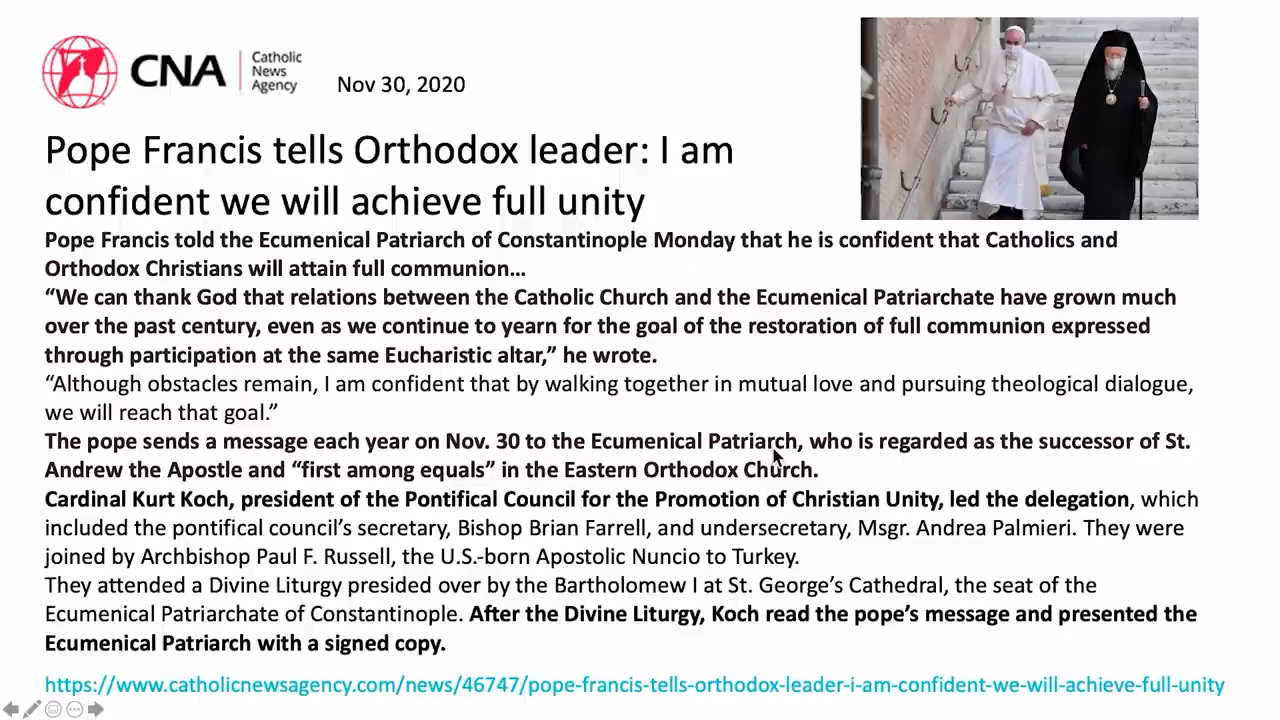 CNA
Catholic
News
Agency
Nov 30, 2020
Pope Francis tells Orthodox leader: I am
confident we will achieve full unity
Pope Francis told the Ecumenical Patriarch of Constantinople Monday that he is confident that Catholics and
Orthodox Christians will attain full communion…
“We can thank God that relations between the Catholic Church and the Ecumenical Patriarchate have grown much
over the past century, even as we continue to yearn for the goal of the restoration of full communion expressed
through participation at the same Eucharistic altar,” he wrote.
“Although obstacles remain, I am confident that by walking together in mutual love and pursuing theological dialogue,
we will reach that goal.”
The pope sends a message each year on Nov. 30 to the Ecumenical Patriarch, who is regarded as the successor of St.
Andrew the Apostle and “first among equals” in the Eastern Orthodox Church.
Cardinal Kurt Koch, president of the Pontifical Council for the Promotion of Christian Unity, led the delegation, which
included the pontifical council’s secretary, Bishop Brian Farrell, and undersecretary, Msgr. Andrea Palmieri. They were
joined by Archbishop Paul F. Russell, the U.S.-born Apostolic Nuncio to Turkey.
They attended a Divine Liturgy presided over by the Bartholomew I at St. George’s Cathedral, the seat of the
Ecumenical Patriarchate of Constantinople. After the Divine Liturgy, Koch read the pope’s message and presented the
Ecumenical Patriarch with a signed copy.
https://www.catholicnewsagency.com/news/46747/pope-francis-tells-orthodox-leader-i-am-confident-we-will-achieve-full-unity